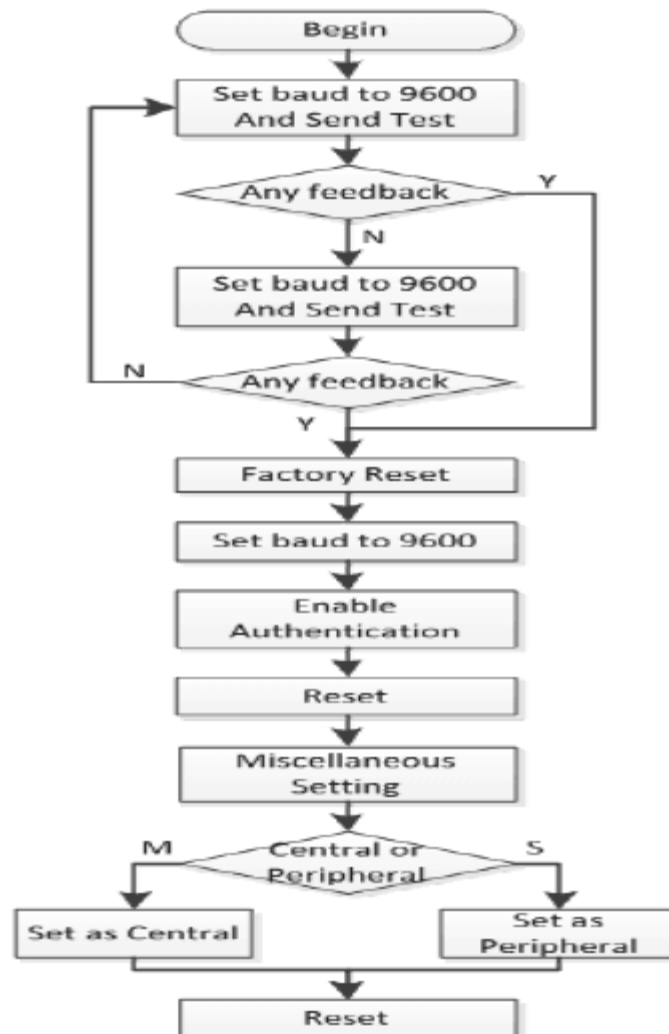 Begin
Set baud to 9600
And Send Test
Any feedback
Y
N
Set baud to 9600
And Send Test
N
Any feedback
Y
Factory Reset
Set baud to 9600
Enable
Authentication
Reset
Miscellaneous
Setting
M
Central or
Peripheral
S
Set as Central
Set as
Peripheral
Reset